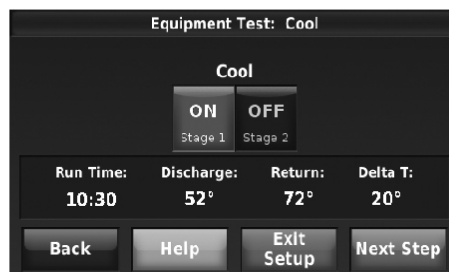 Equipment Test: Cool
Cool
ON OFF
Stage 1 Stage 2
Run Time: Discharge: Return: Delta T:
10:30 52° 72° 20°
Back Help Exit Setup Next Step